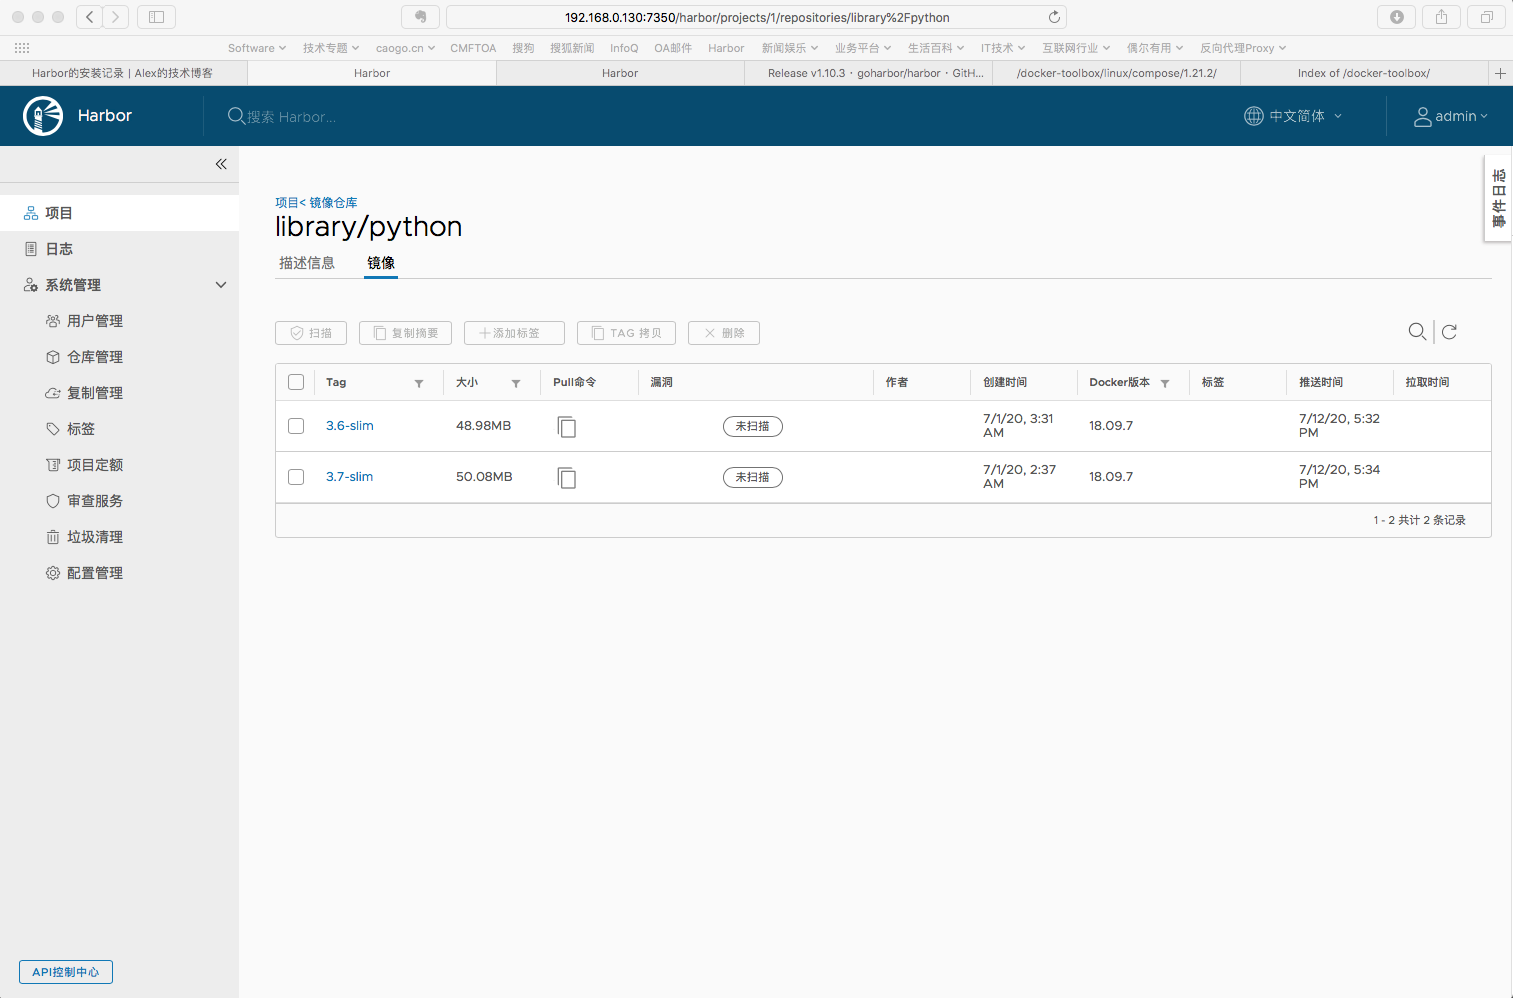 192.168.0.130:7350/harbor/projects/1/repositories/library%2Fpython
Software 技术专题 caogo.cn CMFTOA 搜狗 搜狐新闻 InfoQ OA邮件 Harbor 新闻娱乐 业务平台 生活百科 IT技术 互联网行业 偶尔有用 反向代理Proxy
Harbor的安装记录 | Alex的技术博客 Harbor Harbor Release v1.10.3 · goharbor/harbor · GitH... /docker-toolbox/linux/compose/1.21.2/ Index of /docker-toolbox/
Harbor 搜索 Harbor... 中文简体 admin
事件日志
项目
日志
系统管理
用户管理
仓库管理
复制管理
标签
项目定额
审查服务
垃圾清理
配置管理
API控制中心
项目< 镜像仓库
library/python
描述信息 镜像
扫描 复制摘要 添加标签 TAG 拷贝 删除
Tag 大小 Pull命令 漏洞 作者 创建时间 Docker版本 标签 推送时间 拉取时间
3.6-slim 48.98MB 未扫描 7/1/20, 3:31 AM 18.09.7 7/12/20, 5:32 PM
3.7-slim 50.08MB 未扫描 7/1/20, 2:37 AM 18.09.7 7/12/20, 5:34 PM
1 - 2 共计 2 条记录